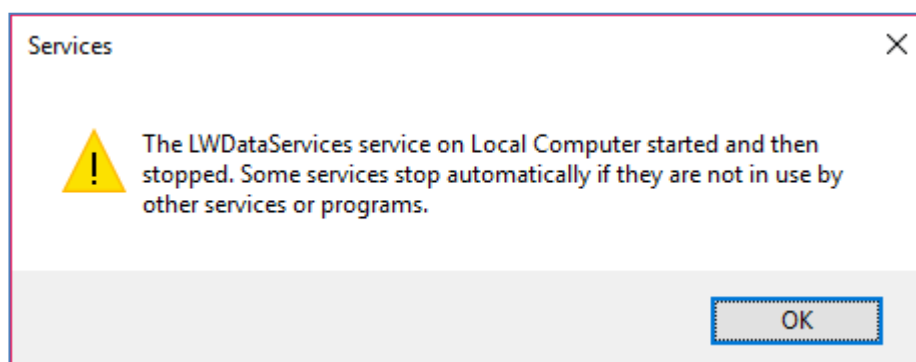 Services
The LWDataServices service on Local Computer started and then
stopped. Some services stop automatically if they are not in use by
other services or programs.
OK